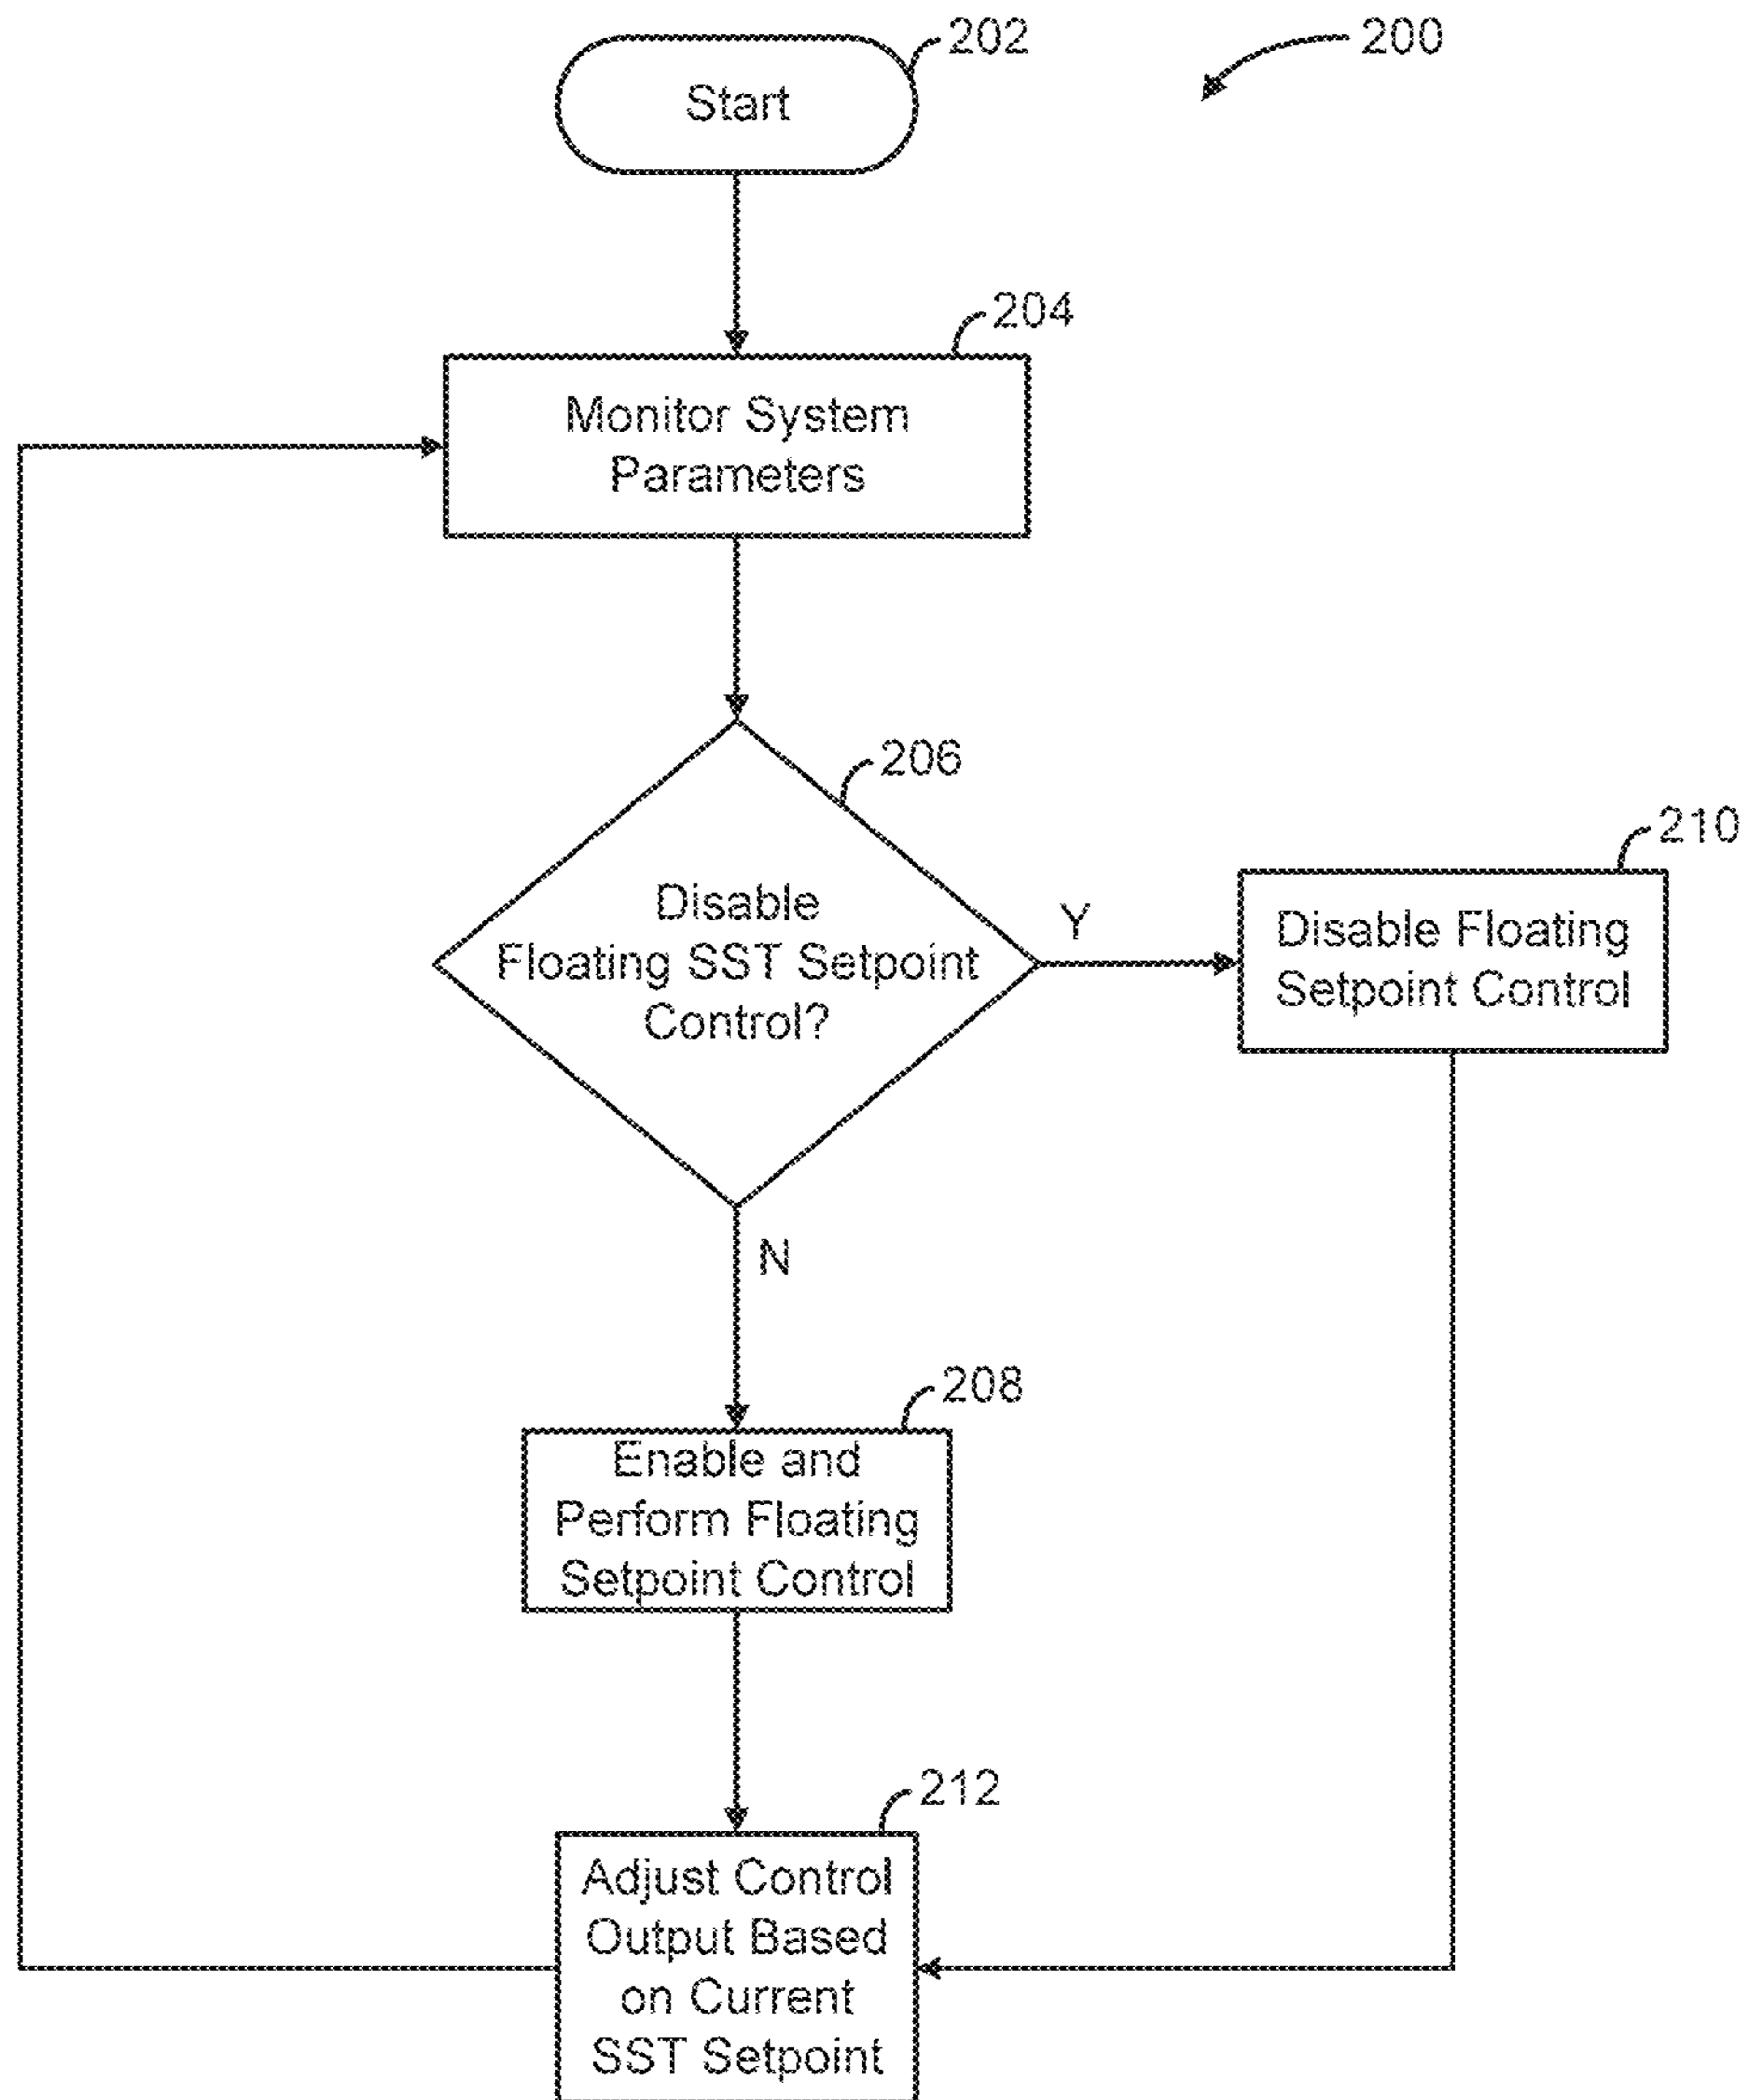 202
200
Start
204
Monitor System
Parameters
206
Disable
Floating SST Setpoint
Control?
Y
210
Disable Floating
Setpoint Control
N
208
Enable and
Perform Floating
Setpoint Control
212
Adjust Control
Output Based
on Current
SST Setpoint